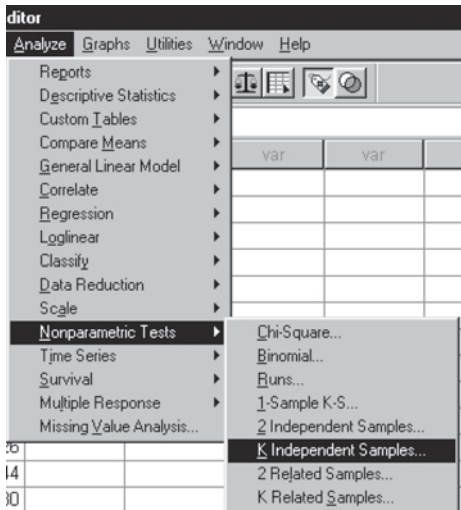 ditor
Analyze Graphs Utilities Window Help
Reports
Descriptive Statistics
Custom Tables
Compare Means
var var
General Linear Model
Correlate
Regression
Loglinear
Classify
Data Reduction
Scale
Nonparametric Tests
Chi-Square...
Time Series
Binomial...
Survival
Runs...
Multiple Response
1-Sample K-S...
Missing Value Analysis...
2 Independent Samples...
K Independent Samples...
44
2 Related Samples...
K Related Samples...